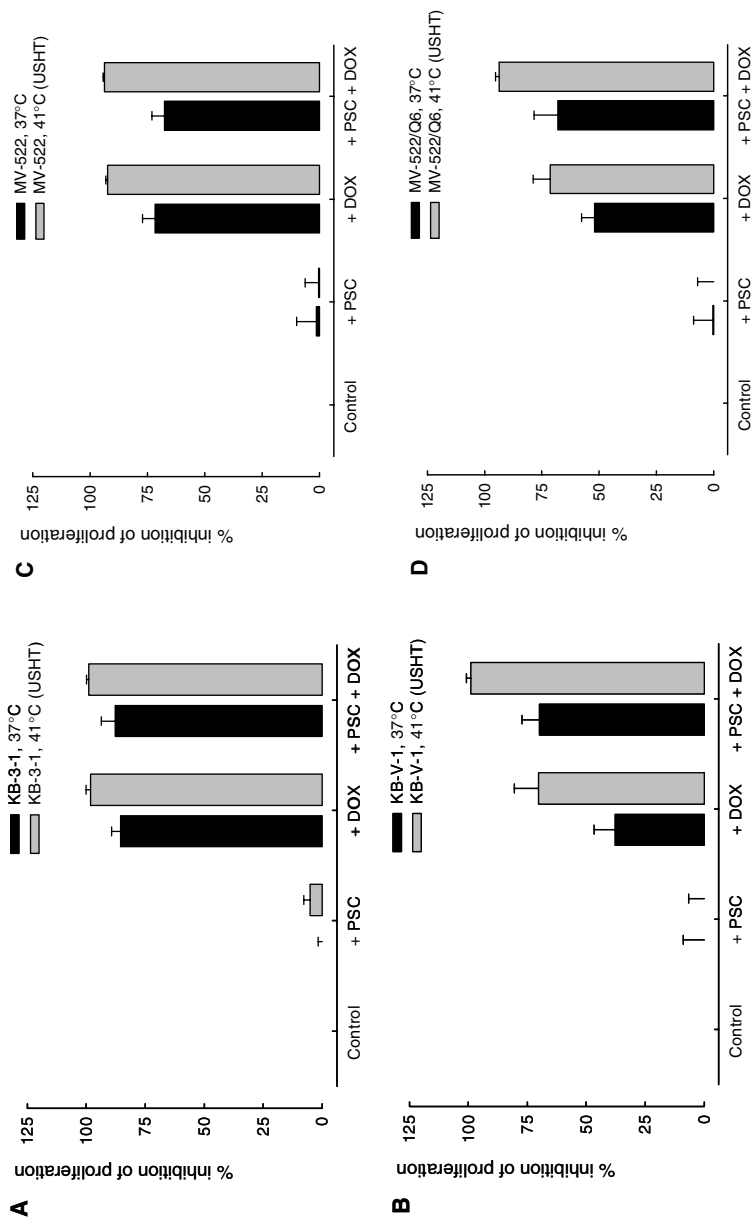 A
KB-3-1, 37°C
KB-3-1, 41°C (USHT)
% inhibition of proliferation
125
100
75
50
25
0
Control
+ PSC
+ DOX
+ PSC + DOX
B
KB-V-1, 37°C
KB-V-1, 41°C (USHT)
% inhibition of proliferation
125
100
75
50
25
0
Control
+ PSC
+ DOX
+ PSC + DOX
C
MV-522, 37°C
MV-522, 41°C (USHT)
% inhibition of proliferation
125
100
75
50
25
0
Control
+ PSC
+ DOX
+ PSC + DOX
D
MV-522/Q6, 37°C
MV-522/Q6, 41°C (USHT)
% inhibition of proliferation
125
100
75
50
25
0
Control
+ PSC
+ DOX
+ PSC + DOX